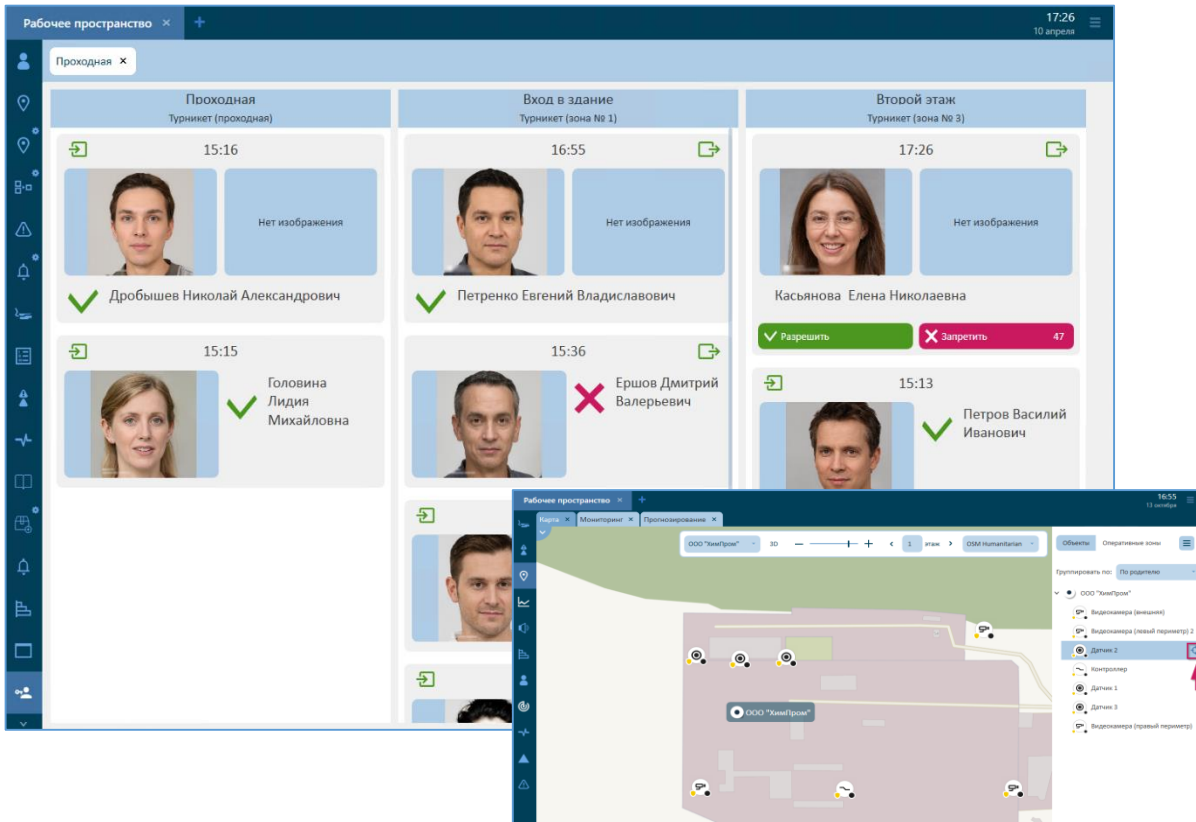 Рабочее пространство
17:26
10 апреля
Проходная
Проходная
Турникет (проходная)
15:16
Нет изображения
Дробышев Николай Александрович
15:15
Головина
Лидия
Михайловна
Вход в здание
Турникет (зона № 1)
16:55
Нет изображения
Петренко Евгений Владиславович
15:36
Ершов Дмитрий
Валерьевич
Второй этаж
Турникет (зона № 3)
17:26
Нет изображения
Касьянова Елена Николаевна
Разрешить
Запретить 47
15:13
Петров Василий
Иванович
Рабочее пространство
16:55
13 октября
Карта
Мониторинг
Прогнозирование
ООО "ХимПром"
3D
1 этаж
OSM Humanitarian
ООО "ХимПром"
Объекты
Оперативные зоны
Группировать по: По родителю
ООО "ХимПром"
Видеокамера (внешняя)
Видеокамера (левый периметр) 2
Датчик 2
Контроллер
Датчик 1
Датчик 3
Видеокамера (правый периметр)